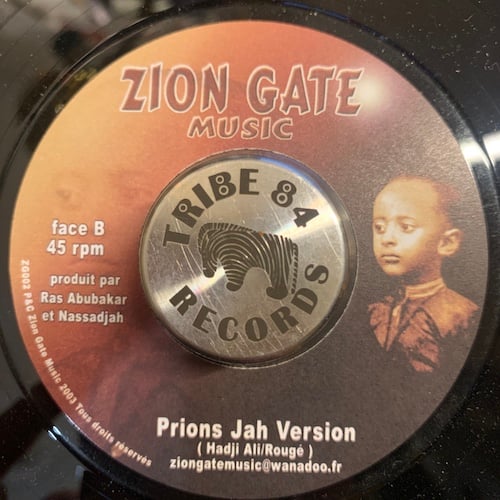 ZION GATE
MUSIC
TRIBE 84
RECORDS
face B
45 rpm
produit par
Ras Abubakar
et Nassadjah
ZG002 P&C Zion Gate Music 2003 Tous droits réservés
Prions Jah Version
( Hadji Ali/Rougé )
ziongatemusic@wanadoo.fr